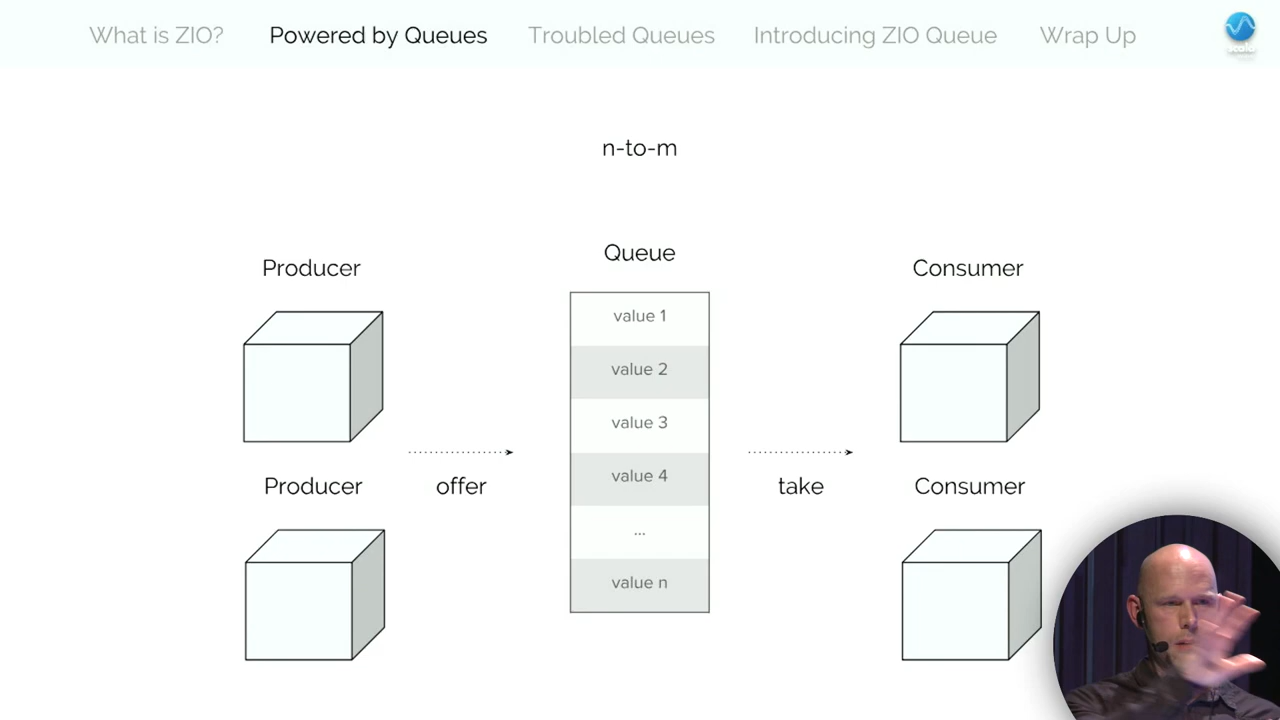 What is ZIO? Powered by Queues Troubled Queues Introducing ZIO Queue Wrap Up
n-to-m
Queue
Producer
Consumer
value 1
value 2
value 3
value 4
...
value n
offer
take
Producer
Consumer